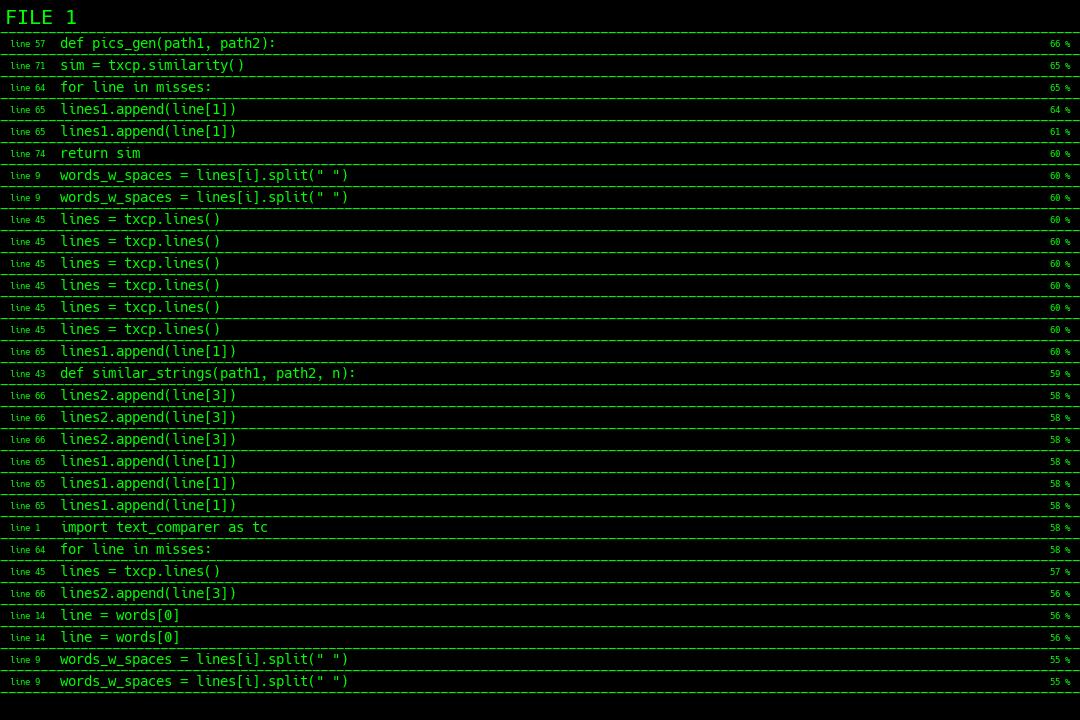 FILE 1
line 57 def pics_gen(path1, path2): 66 %
line 71 sim = txcp.similarity() 65 %
line 64 for line in misses: 65 %
line 65 lines1.append(line[1]) 64 %
line 65 lines1.append(line[1]) 61 %
line 74 return sim 60 %
line 9 words_w_spaces = lines[i].split(" ") 60 %
line 9 words_w_spaces = lines[i].split(" ") 60 %
line 45 lines = txcp.lines() 60 %
line 45 lines = txcp.lines() 60 %
line 45 lines = txcp.lines() 60 %
line 45 lines = txcp.lines() 60 %
line 45 lines = txcp.lines() 60 %
line 45 lines = txcp.lines() 60 %
line 65 lines1.append(line[1]) 60 %
line 43 def similar_strings(path1, path2, n): 59 %
line 66 lines2.append(line[3]) 58 %
line 66 lines2.append(line[3]) 58 %
line 66 lines2.append(line[3]) 58 %
line 65 lines1.append(line[1]) 58 %
line 65 lines1.append(line[1]) 58 %
line 65 lines1.append(line[1]) 58 %
line 1 import text_comparer as tc 58 %
line 64 for line in misses: 58 %
line 45 lines = txcp.lines() 57 %
line 66 lines2.append(line[3]) 56 %
line 14 line = words[0] 56 %
line 14 line = words[0] 56 %
line 9 words_w_spaces = lines[i].split(" ") 55 %
line 9 words_w_spaces = lines[i].split(" ") 55 %